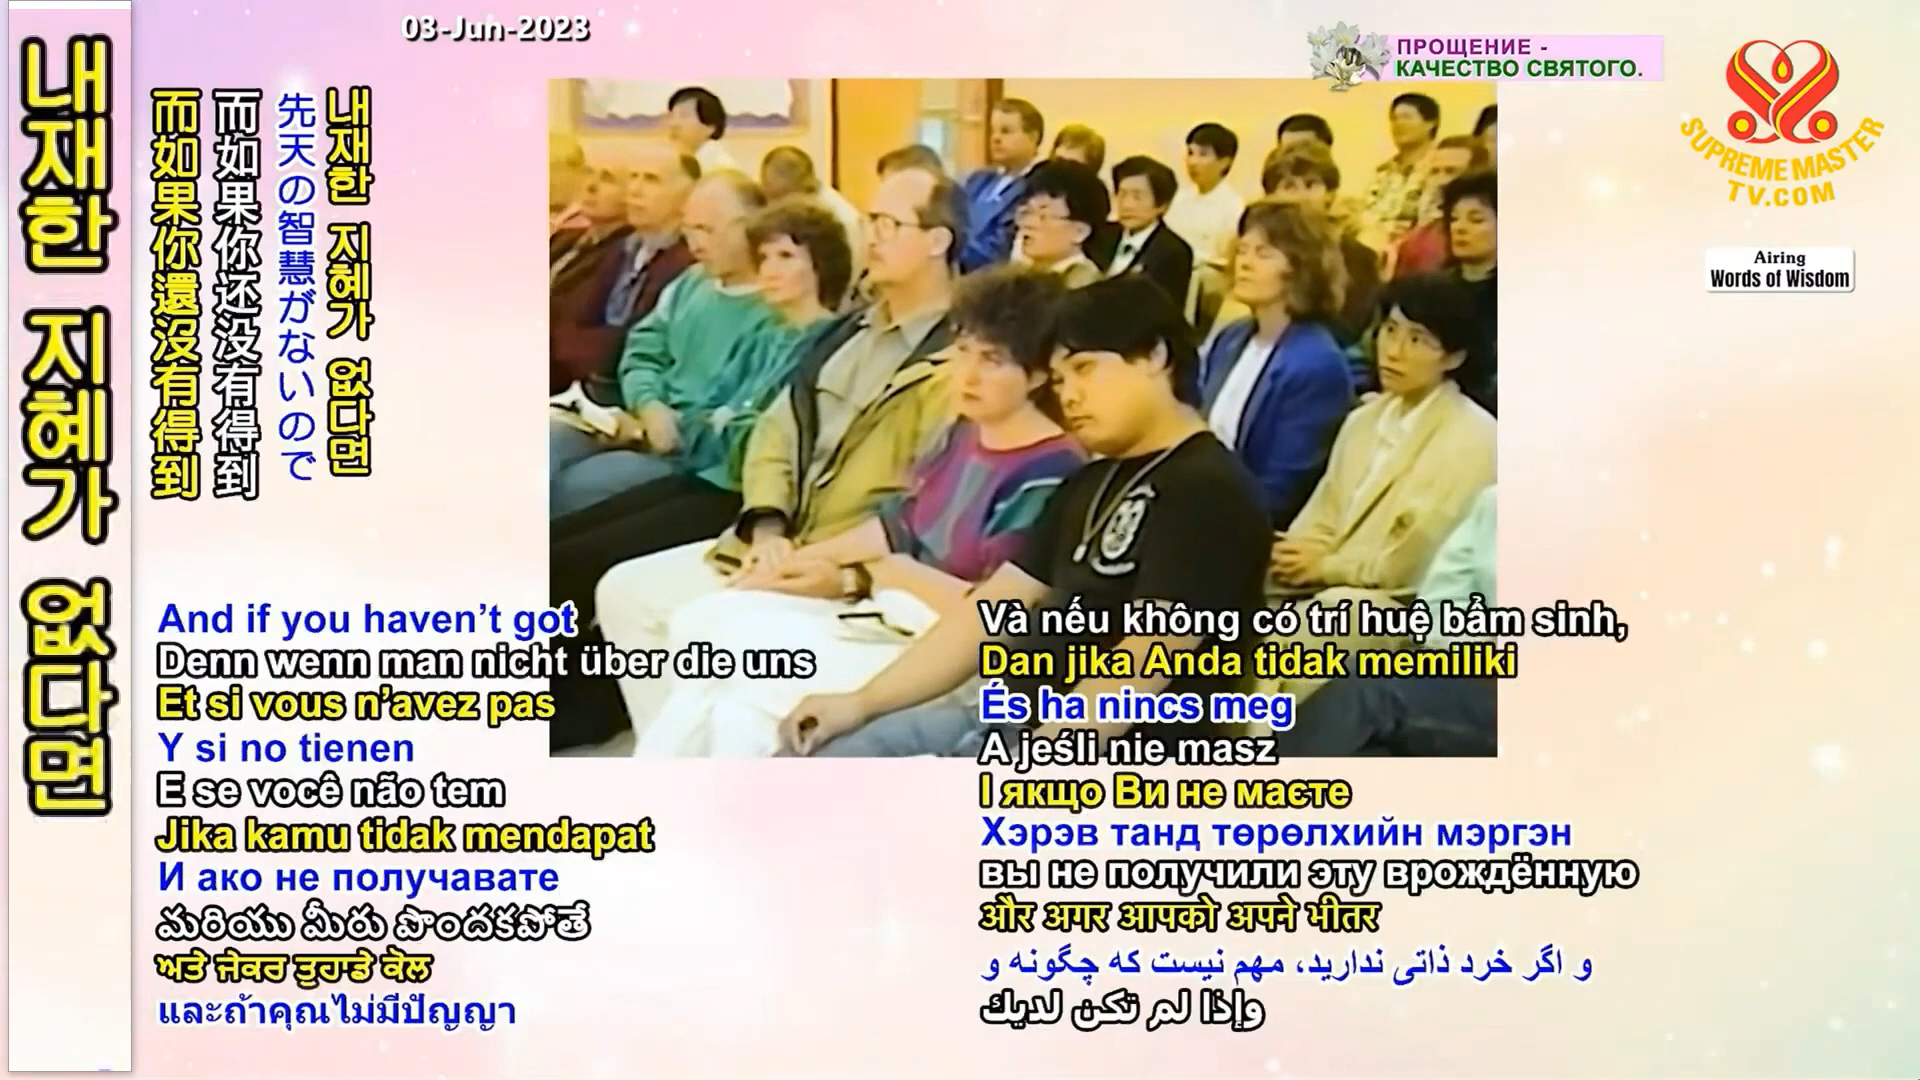 내재한 지혜가 없다면
03-Jun-2023
내재한 지혜가 없다면
先天の智慧がないので
而如果你还没有得到
而如果你還沒有得到
ПРОЩЕНИЕ -
КАЧЕСТВО СВЯТОГО.
SUPREME MASTER
TV.COM
Airing
Words of Wisdom
And if you haven’t got
Denn wenn man nicht über die uns
Et si vous n’avez pas
Y si no tienen
E se você não tem
Jika kamu tidak mendapat
И ако не получавате
మరియు మీరు పొందకపోతే
ਅਤੇ ਜੇਕਰ ਤੁਹਾਡੇ ਕੋਲ
และถ้าคุณไม่มีปัญญา
Và nếu không có trí huệ bẩm sinh,
Dan jika Anda tidak memiliki
És ha nincs meg
A jeśli nie masz
І якщо Ви не маєте
Хэрэв танд төрөлхийн мэргэн
вы не получили эту врождённую
और अगर आपको अपने भीतर
و اگر خرد ذاتی ندارید، مهم نیست که چگونه و
وإذا لم تكن لديك